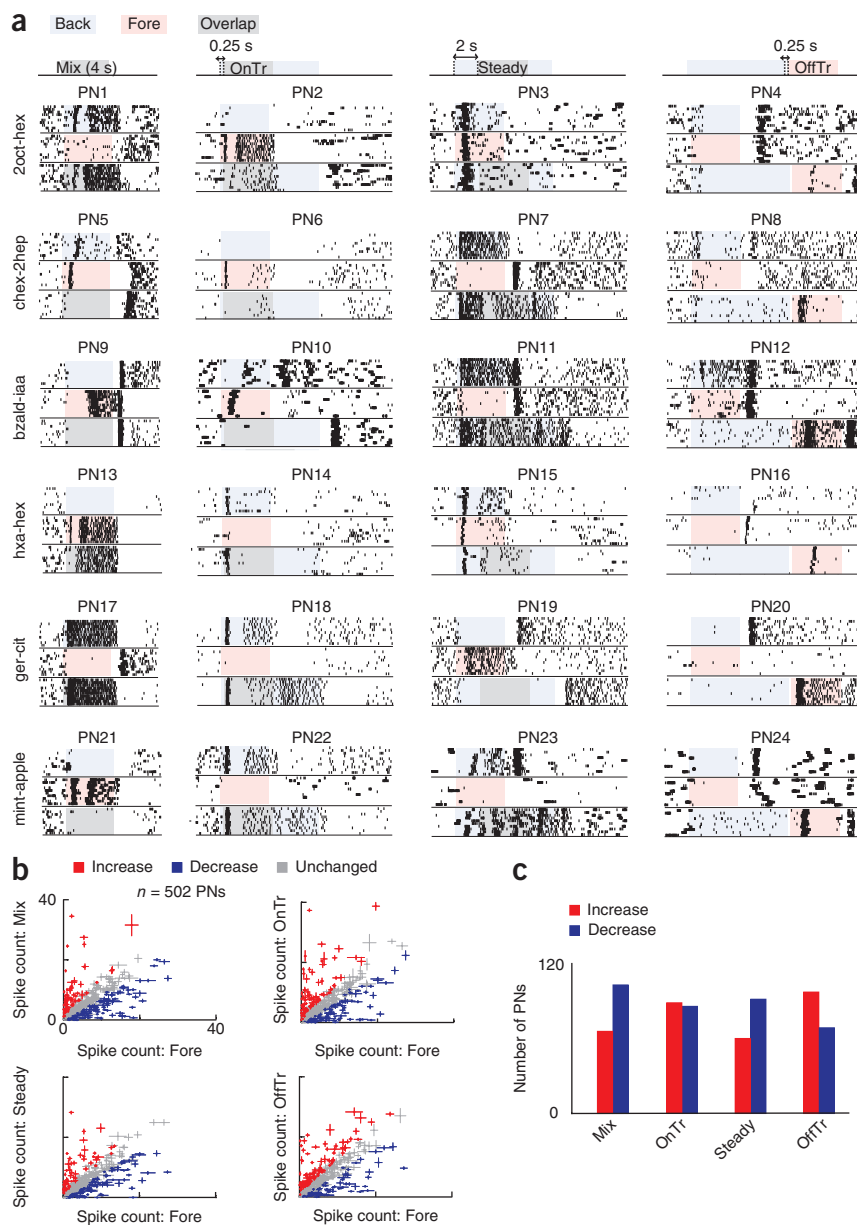 a
Back Fore Overlap
0.25 s 2 s 0.25 s
Mix (4 s) OnTr Steady OffTr
PN1 PN2 PN3 PN4
2oct-hex
PN5 PN6 PN7 PN8
chex-2hep
PN9 PN10 PN11 PN12
bzald-iaa
PN13 PN14 PN15 PN16
hxa-hex
PN17 PN18 PN19 PN20
ger-cit
PN21 PN22 PN23 PN24
mint-apple
b
Increase Decrease Unchanged
n = 502 PNs
40
Spike count: Mix
0
0 40
Spike count: Fore
Spike count: OnTr
Spike count: Fore
Spike count: Steady
Spike count: Fore
Spike count: OffTr
Spike count: Fore
c
Increase
Decrease
120
Number of PNs
0
Mix OnTr Steady OffTr